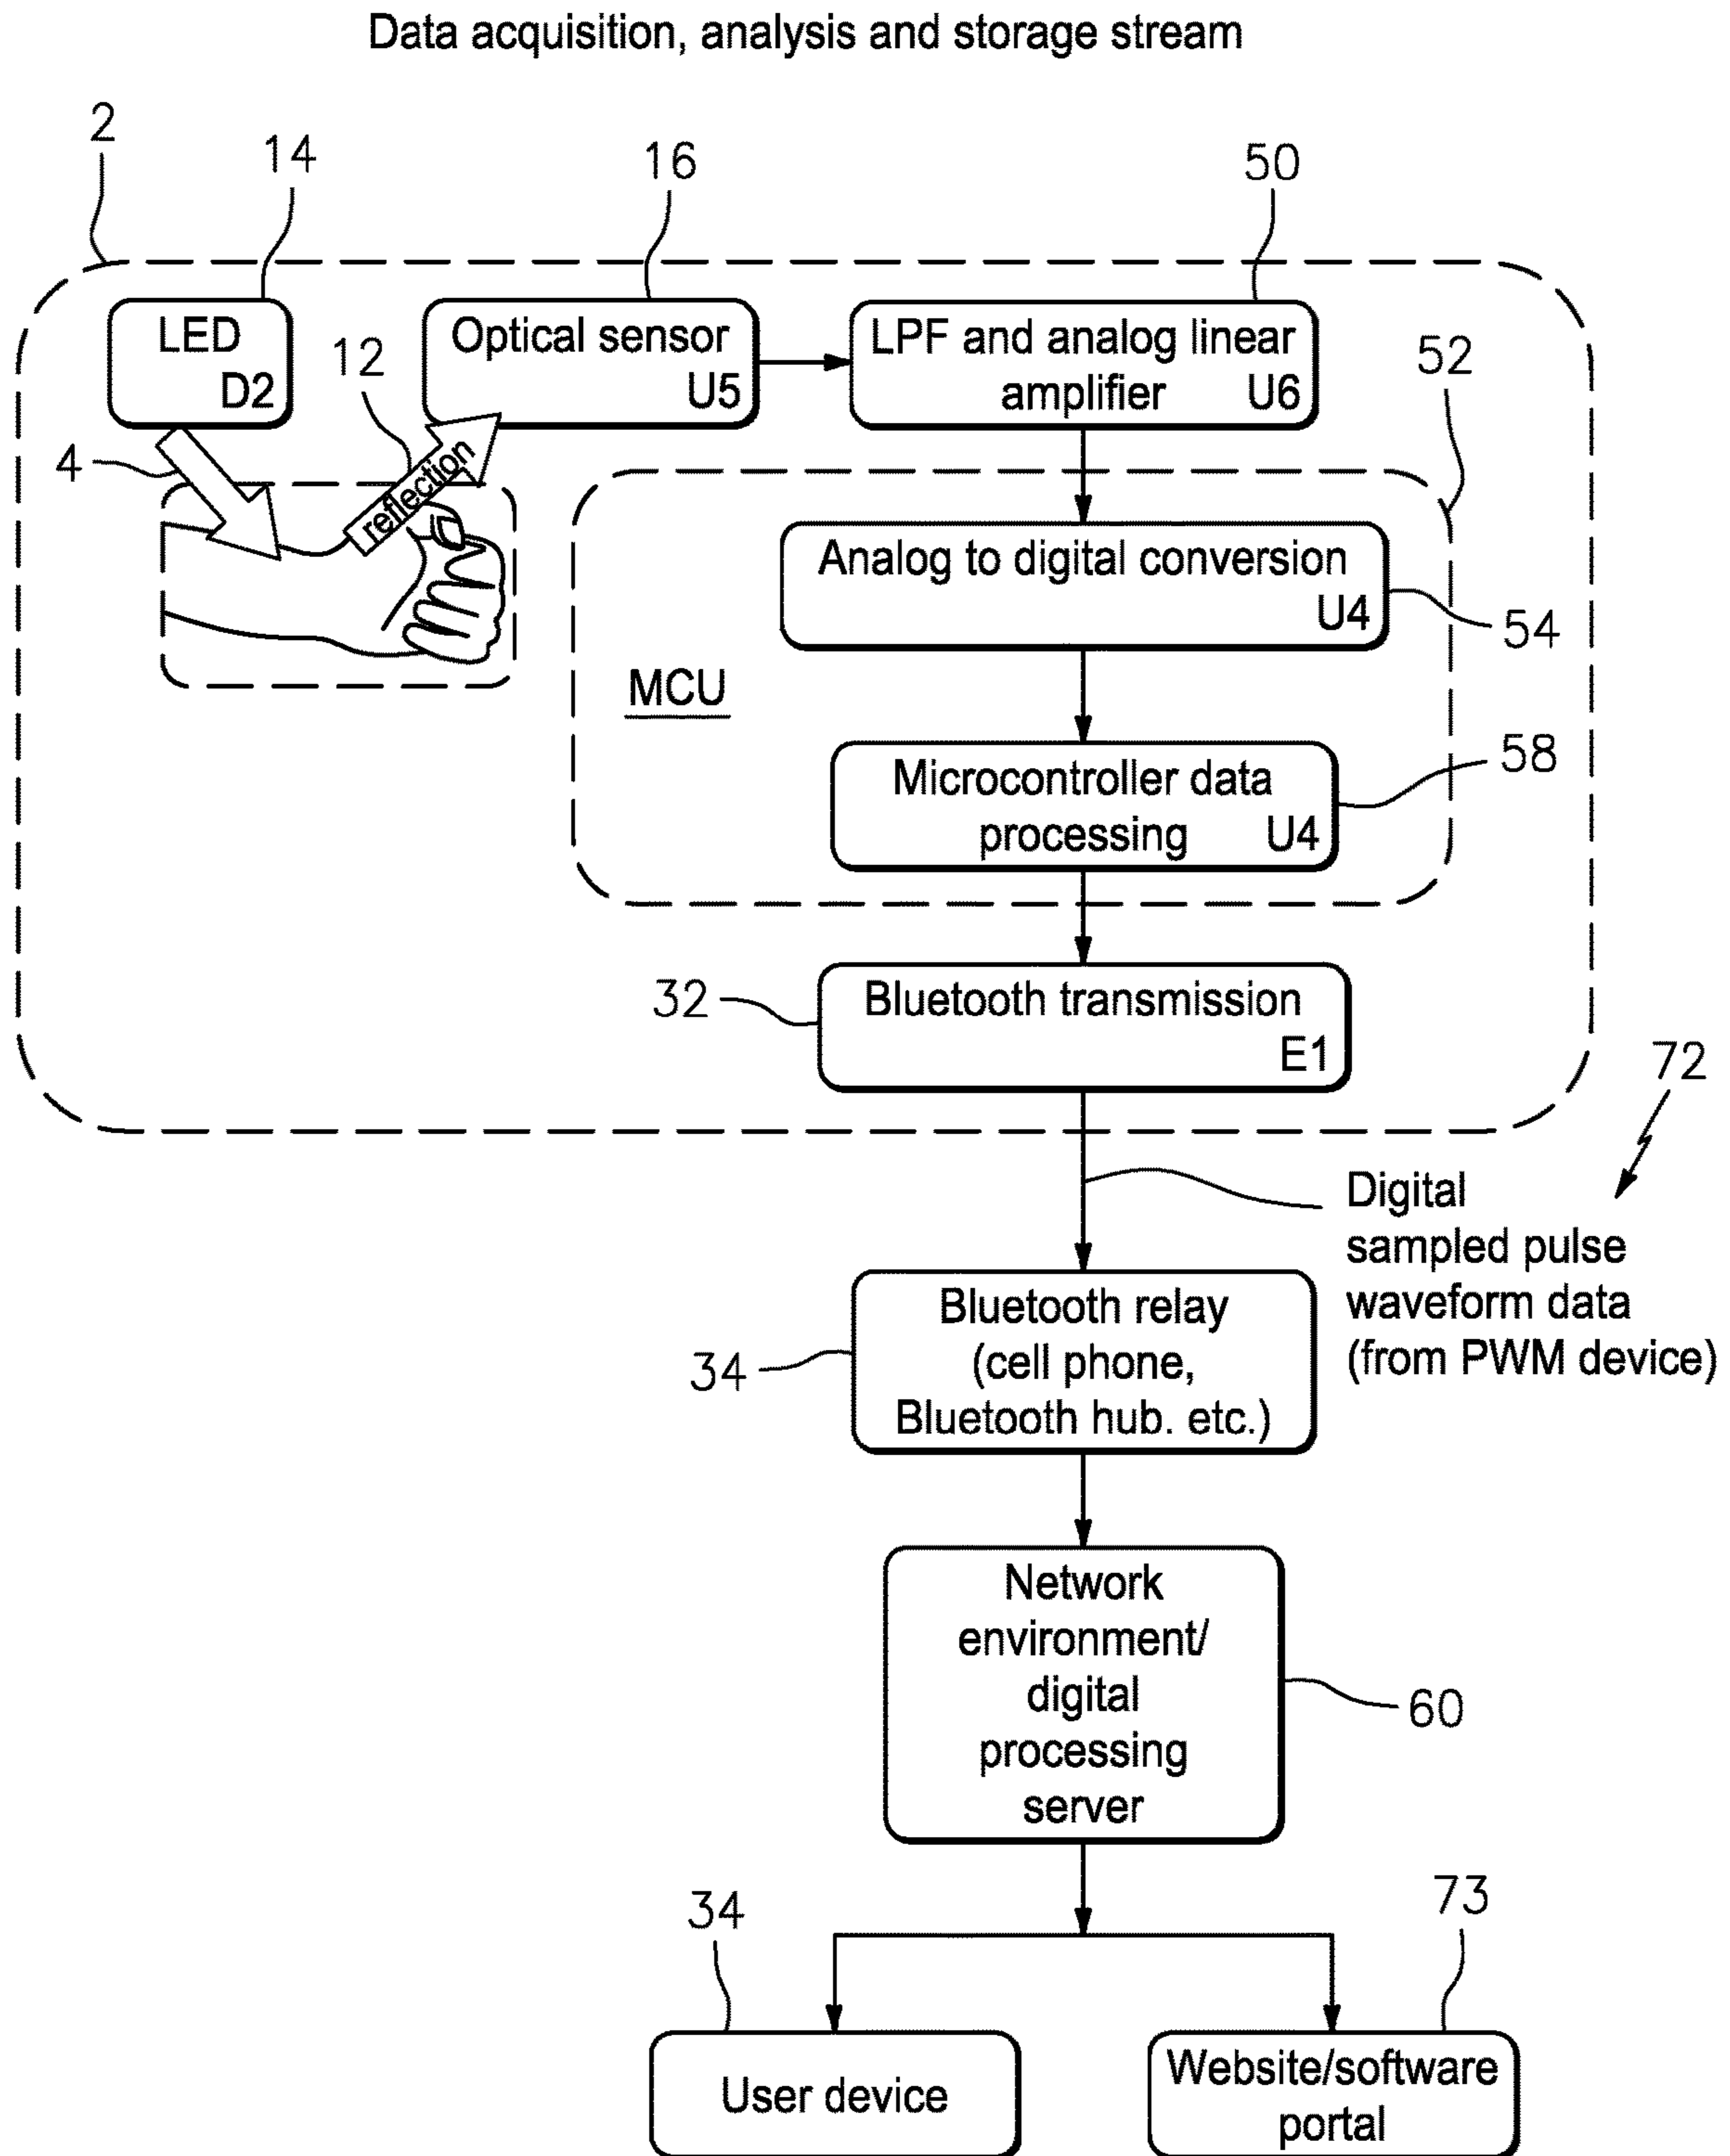 Data acquisition, analysis and storage stream
2
14
16
50
LED
D2
12
Optical sensor
U5
LPF and analog linear
amplifier U6
52
4
reflection
Analog to digital conversion
U4
54
MCU
58
Microcontroller data
processing U4
32
Bluetooth transmission
E1
72
Digital
sampled pulse
waveform data
(from PWM device)
34
Bluetooth relay
(cell phone,
Bluetooth hub. etc.)
Network
environment/
digital
processing
server
60
34
73
User device
Website/software
portal